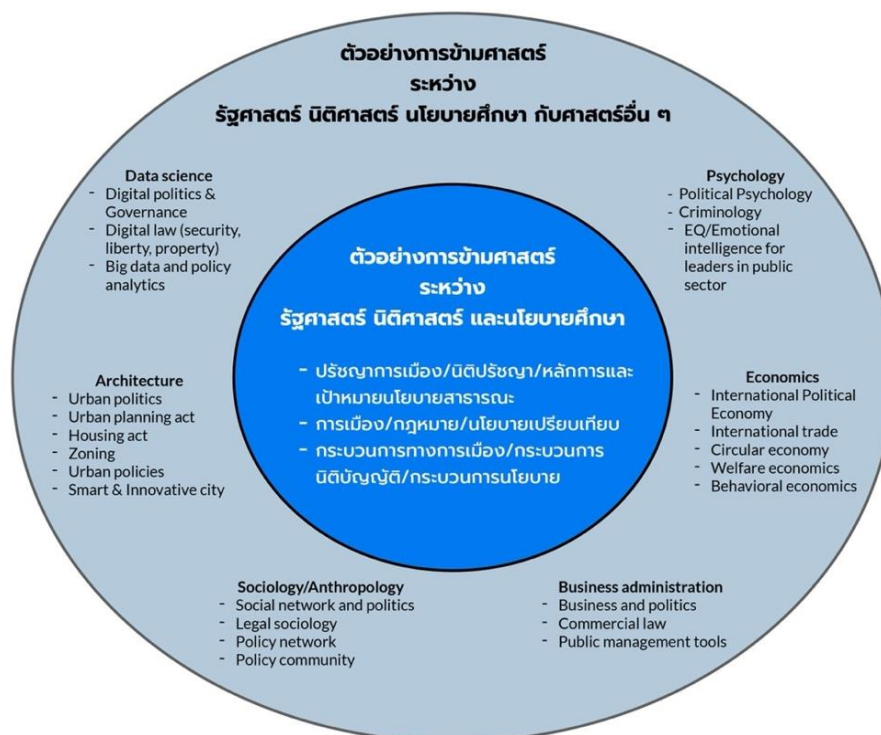 ตัวอย่างการข้ามศาสตร์
ระหว่าง
รัฐศาสตร์ นิติศาสตร์ นโยบายศึกษา กับศาสตร์อื่น ๆ
Data science
- Digital politics &
Governance
- Digital law (security,
liberty, property)
- Big data and policy
analytics
Psychology
- Political Psychology
- Criminology
- EQ/Emotional
intelligence for
leaders in public
sector
ตัวอย่างการข้ามศาสตร์
ระหว่าง
รัฐศาสตร์ นิติศาสตร์ และนโยบายศึกษา
- ปรัชญาการเมือง/นิติปรัชญา/หลักการและ
เป้าหมายนโยบายสาธารณะ
- การเมือง/กฎหมาย/นโยบายเปรียบเทียบ
- กระบวนการทางการเมือง/กระบวนการ
นิติบัญญัติ/กระบวนการนโยบาย
Architecture
- Urban politics
- Urban planning act
- Housing act
- Zoning
- Urban policies
- Smart & Innovative city
Economics
- International Political
Economy
- International trade
- Circular economy
- Welfare economics
- Behavioral economics
Sociology/Anthropology
- Social network and politics
- Legal sociology
- Policy network
- Policy community
Business administration
- Business and politics
- Commercial law
- Public management tools